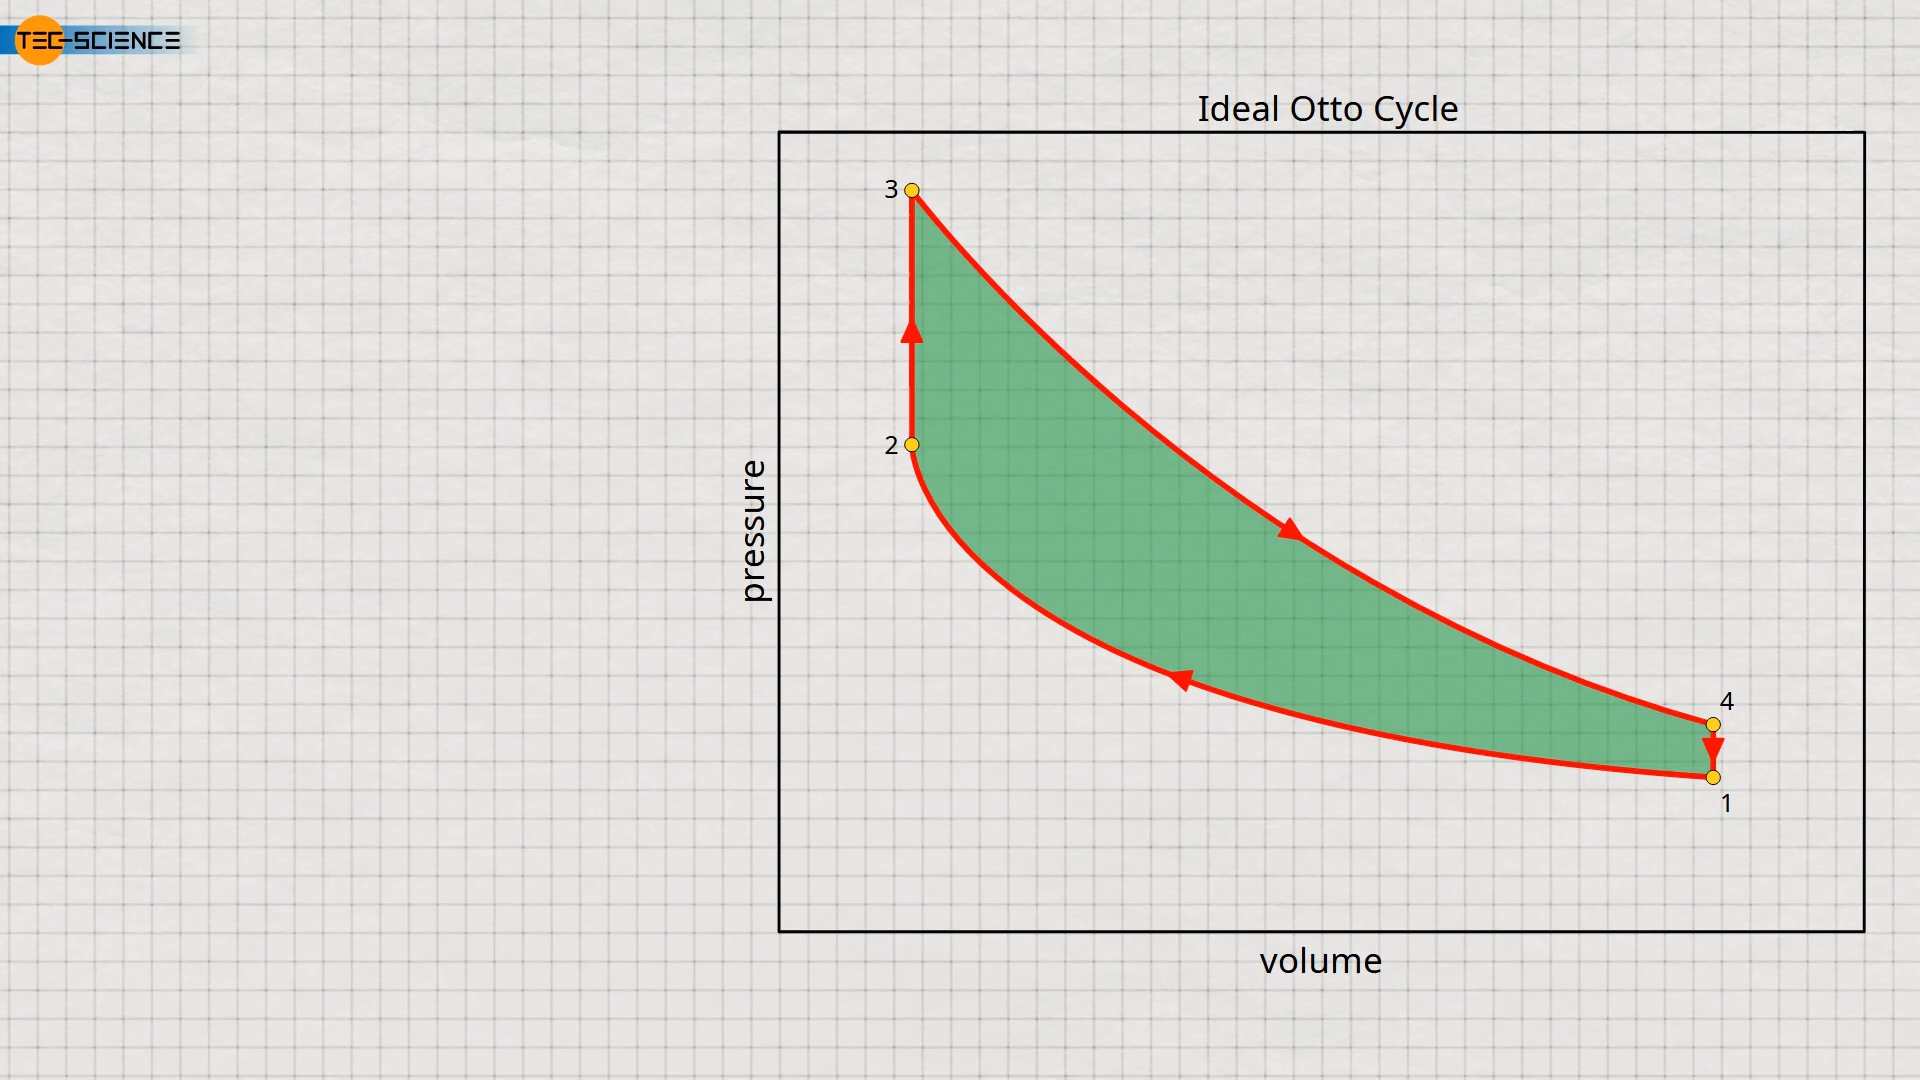 TEC-SCIENCE
Ideal Otto Cycle
3
2
pressure
4
1
volume